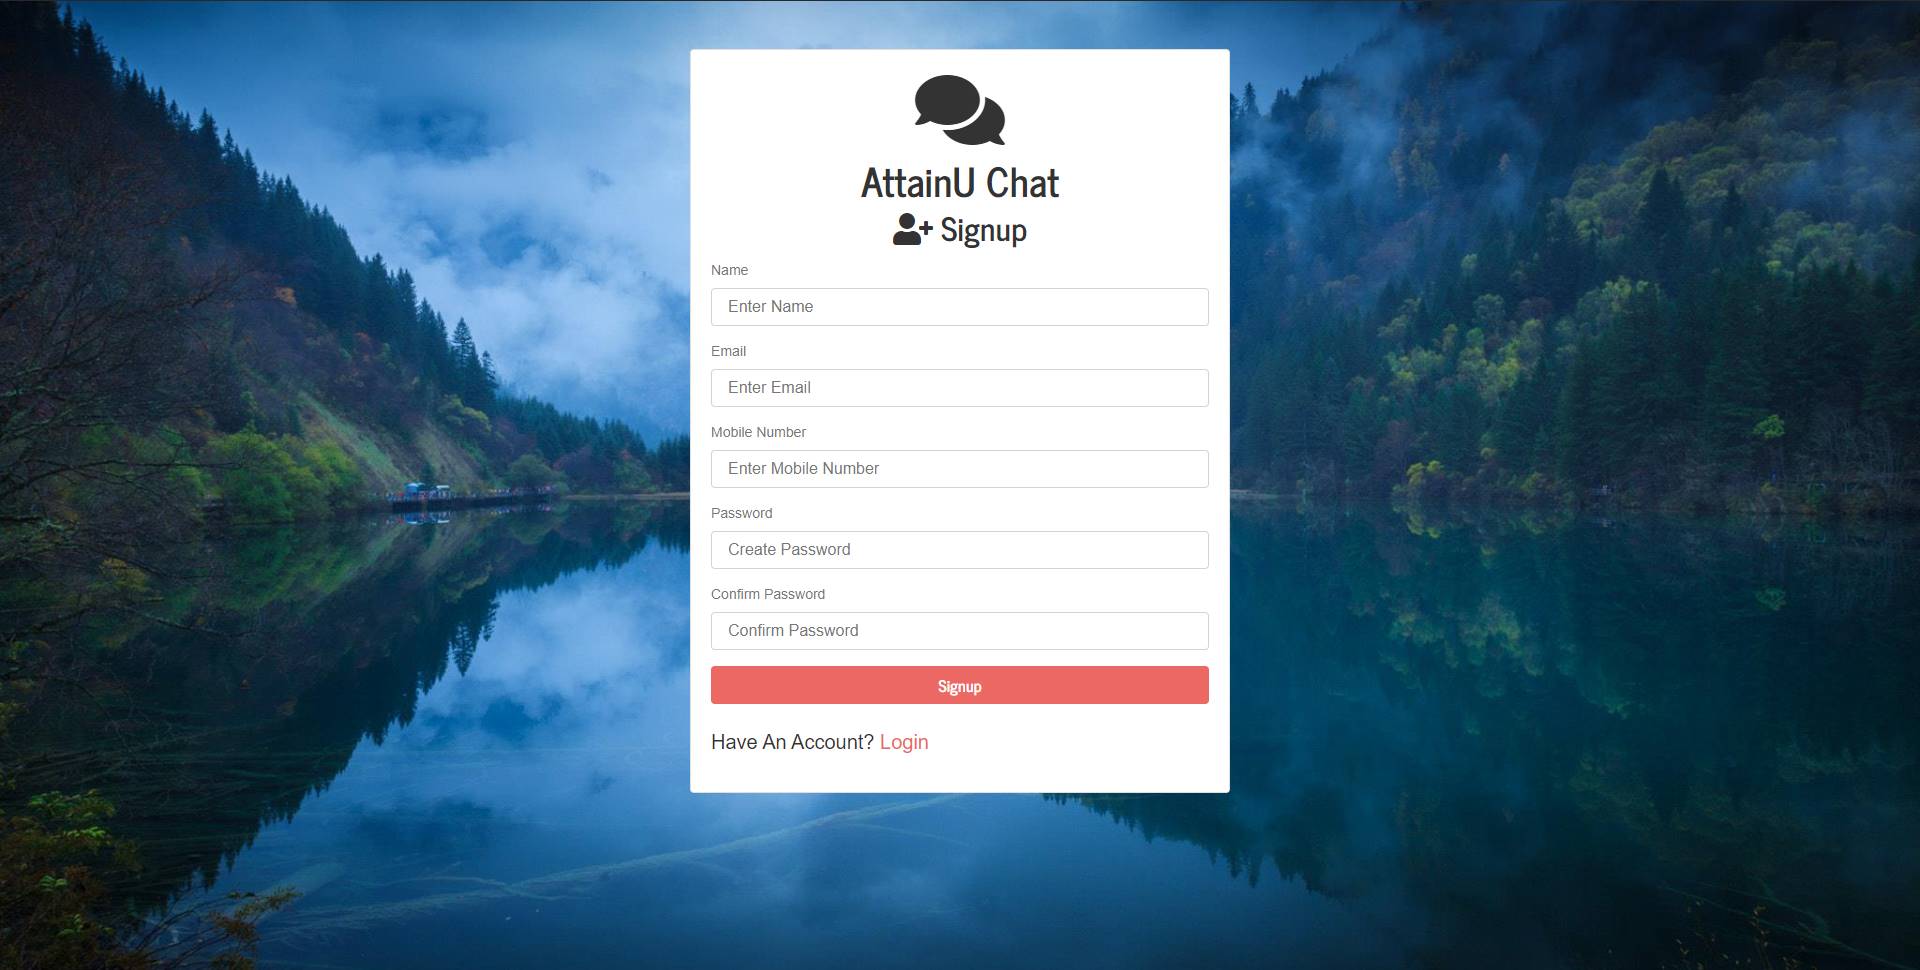 AttainU Chat
Signup
Name
Enter Name
Email
Enter Email
Mobile Number
Enter Mobile Number
Password
Create Password
Confirm Password
Confirm Password
Signup
Have An Account? Login